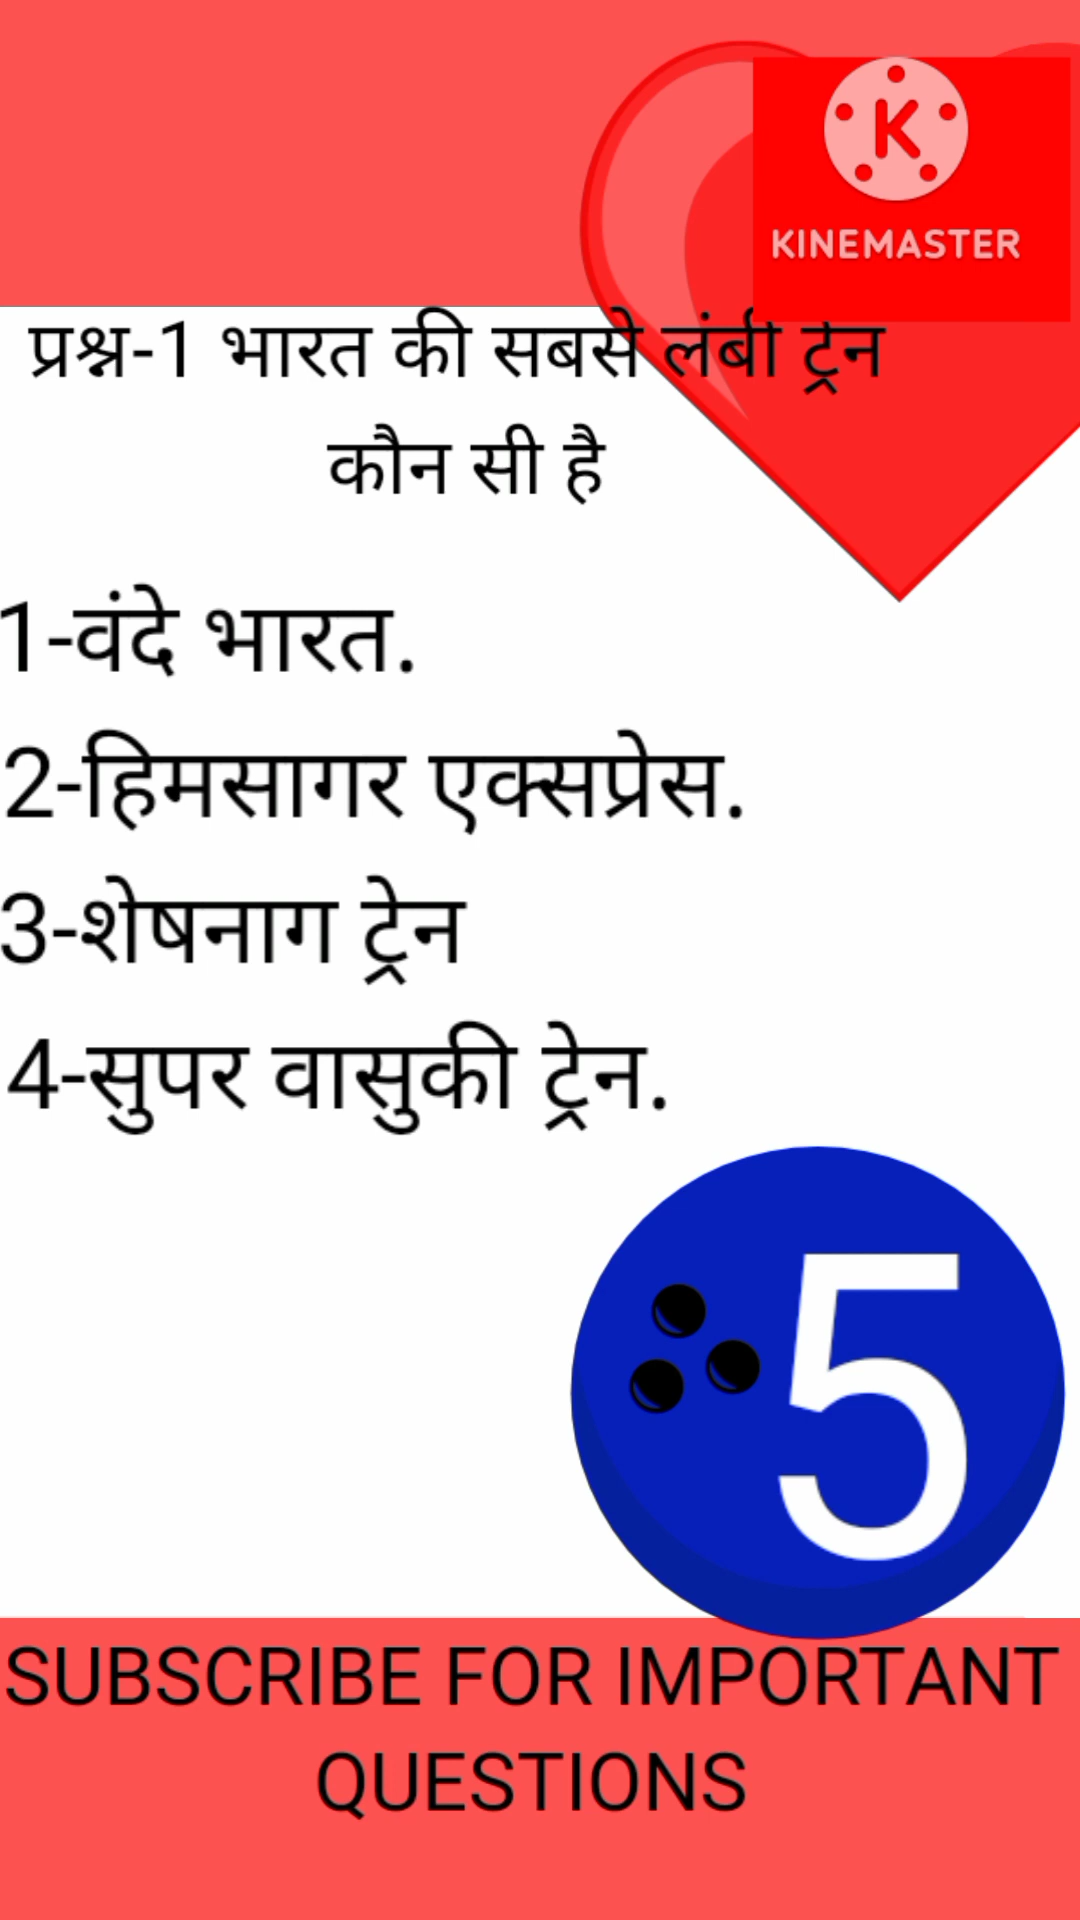 K
KINEMASTER
प्रश्न-1 भारत की सबसे लंबी ट्रेन
कौन सी है
1-वंदे भारत.
2-हिमसागर एक्सप्रेस.
3-शेषनाग ट्रेन
4-सुपर वासुकी ट्रेन.
5
SUBSCRIBE FOR IMPORTANT
QUESTIONS